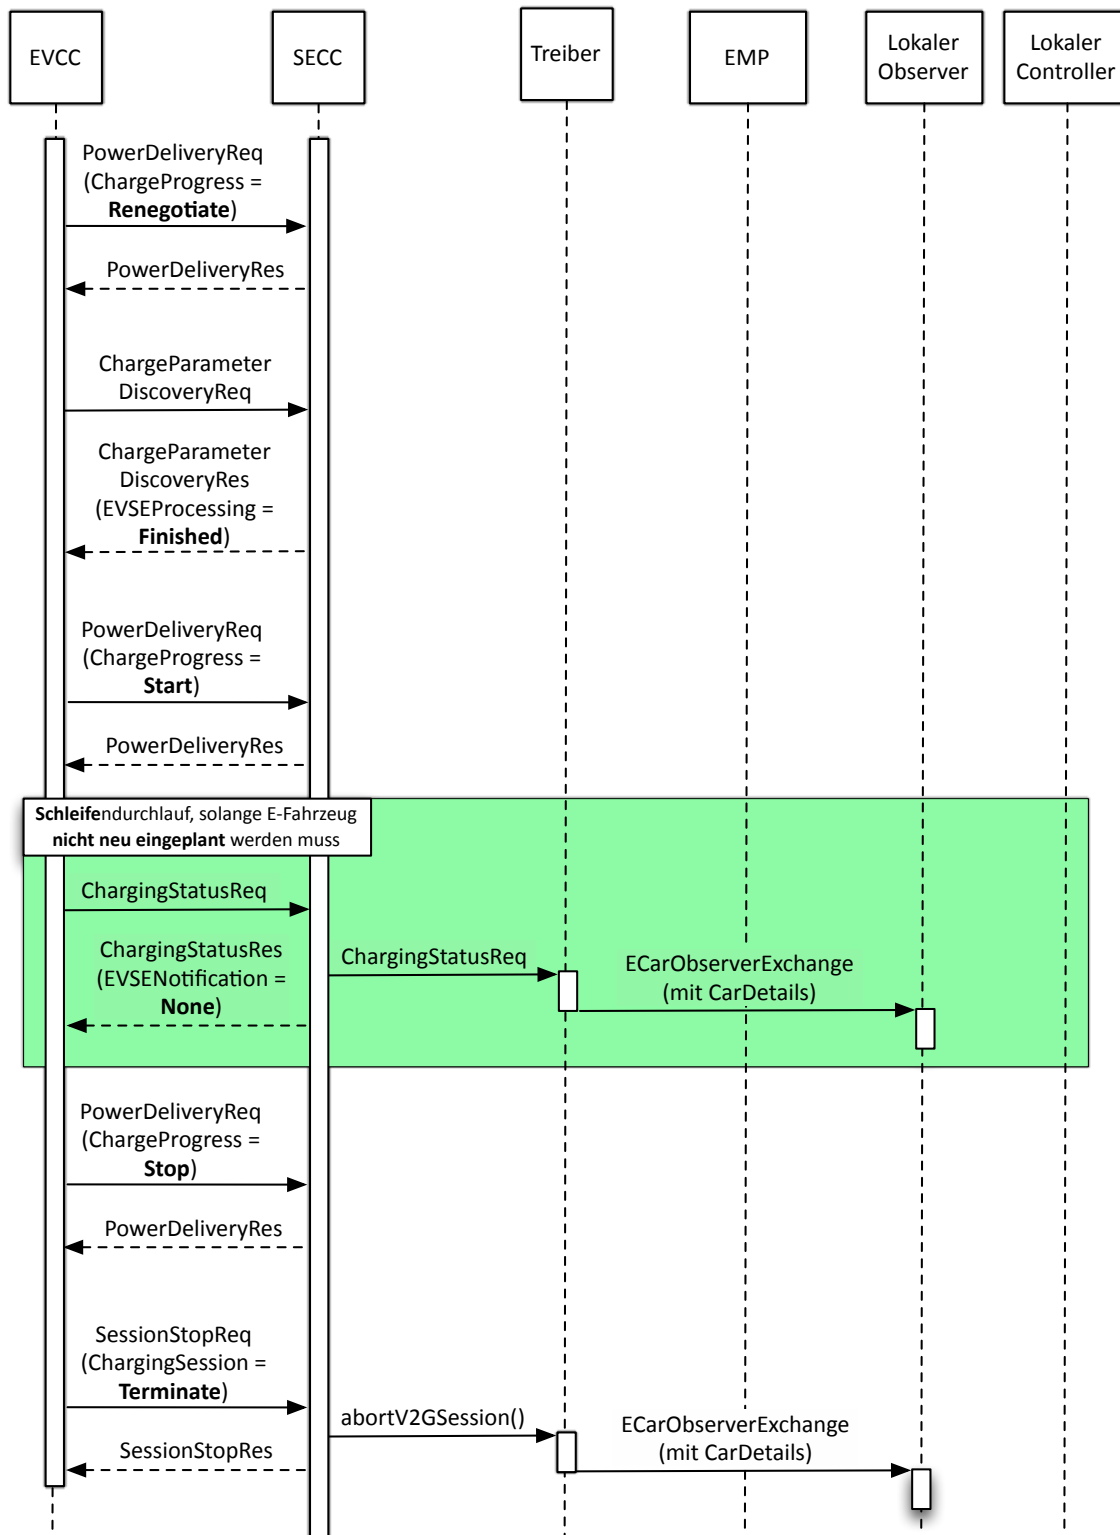 EVCC
SECC
Treiber
EMP
Lokaler
Observer
Lokaler
Controller
PowerDeliveryReq
(ChargeProgress =
Renegotiate)
PowerDeliveryRes
ChargeParameter
DiscoveryReq
ChargeParameter
DiscoveryRes
(EVSEProcessing =
Finished)
PowerDeliveryReq
(ChargeProgress =
Start)
PowerDeliveryRes
Schleifendurchlauf, solange E-Fahrzeug
nicht neu eingeplant werden muss
ChargingStatusReq
ChargingStatusRes
(EVSENotification =
None)
ChargingStatusReq
ECarObserverExchange
(mit CarDetails)
PowerDeliveryReq
(ChargeProgress =
Stop)
PowerDeliveryRes
SessionStopReq
(ChargingSession =
Terminate)
abortV2GSession()
ECarObserverExchange
(mit CarDetails)
SessionStopRes